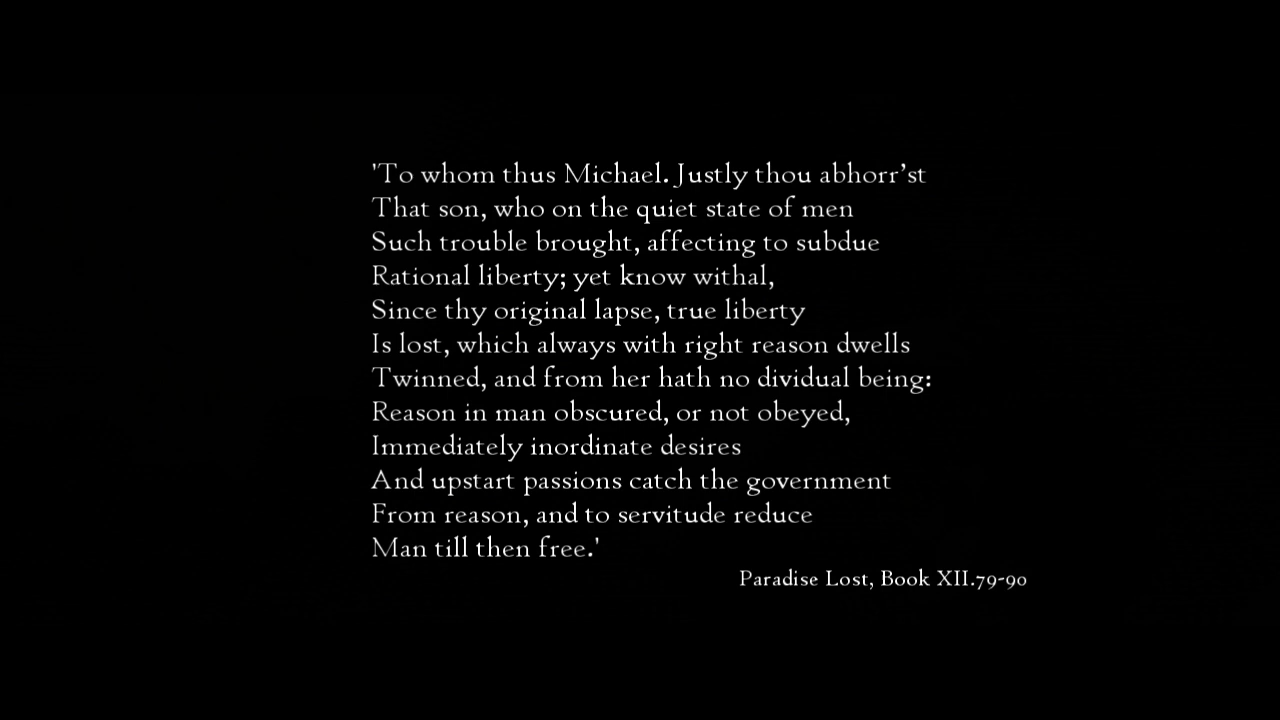 'To whom thus Michael. Justly thou abhorr’st
That son, who on the quiet state of men
Such trouble brought, affecting to subdue
Rational liberty; yet know withal,
Since thy original lapse, true liberty
Is lost, which always with right reason dwells
Twinned, and from her hath no dividual being:
Reason in man obscured, or not obeyed,
Immediately inordinate desires
And upstart passions catch the government
From reason, and to servitude reduce
Man till then free.'
Paradise Lost, Book XII.79-90